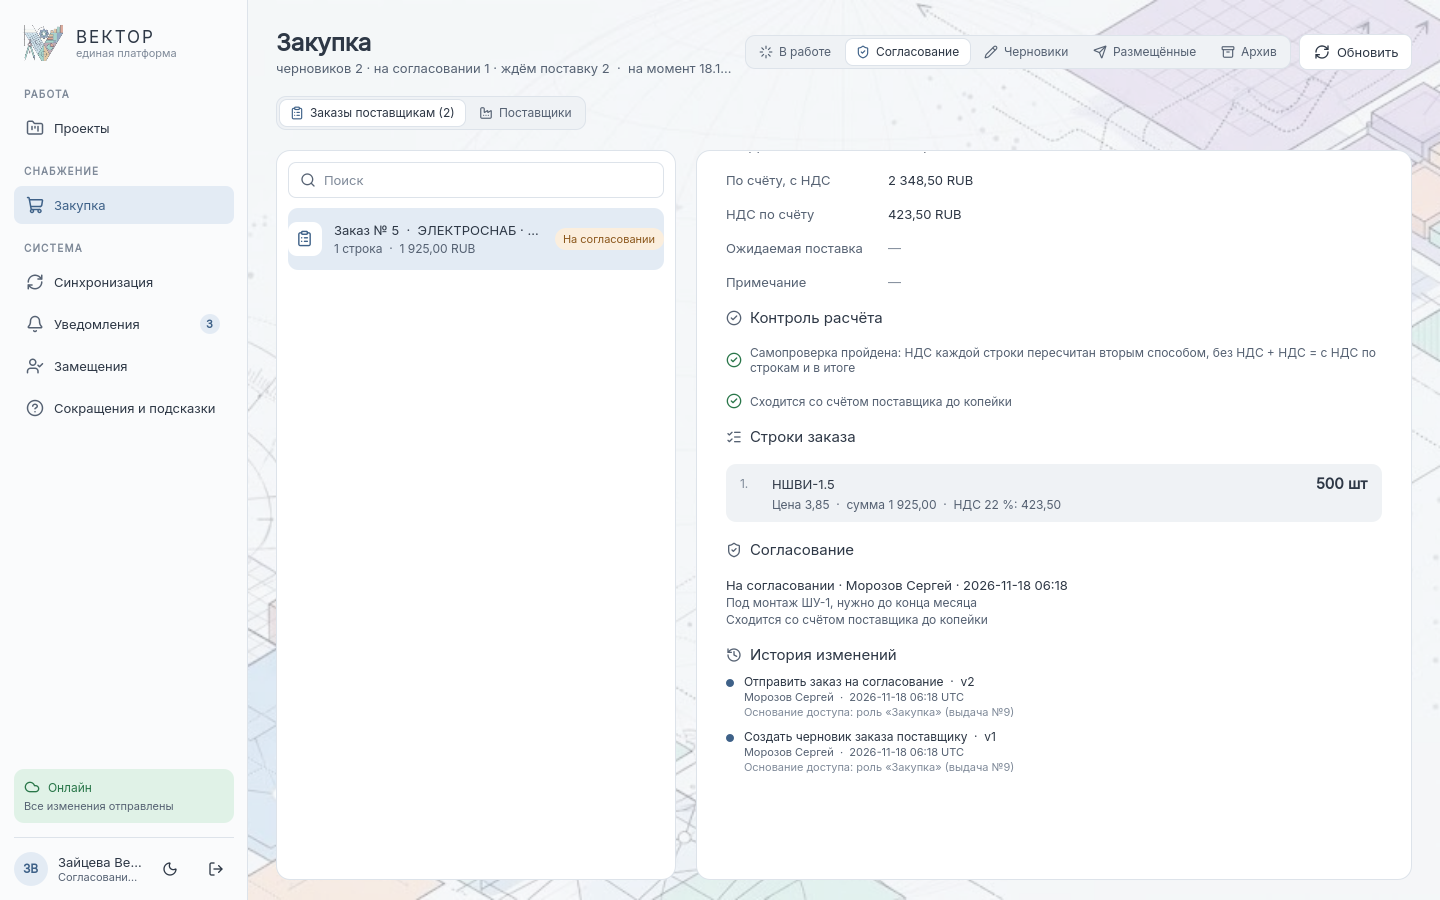 ВЕКТОР
единая платформа
РАБОТА
Проекты
СНАБЖЕНИЕ
Закупка
СИСТЕМА
Синхронизация
Уведомления 3
Замещения
Сокращения и подсказки
Онлайн
Все изменения отправлены
ЗВ
Зайцева Ве...
Согласовани...
Закупка
черновиков 2 · на согласовании 1 · ждём поставку 2 · на момент 18.1...
В работе
Согласование
Черновики
Размещённые
Архив
Обновить
Заказы поставщикам (2)
Поставщики
Поиск
Заказ № 5 · ЭЛЕКТРОСНАБ · ...
1 строка · 1 925,00 RUB
На согласовании
По счёту, с НДС 2 348,50 RUB
НДС по счёту 423,50 RUB
Ожидаемая поставка —
Примечание —
Контроль расчёта
Самопроверка пройдена: НДС каждой строки пересчитан вторым способом, без НДС + НДС = с НДС по
строкам и в итоге
Сходится со счётом поставщика до копейки
Строки заказа
1. НШВИ-1.5 500 шт
Цена 3,85 · сумма 1 925,00 · НДС 22 %: 423,50
Согласование
На согласовании · Морозов Сергей · 2026-11-18 06:18
Под монтаж ШУ-1, нужно до конца месяца
Сходится со счётом поставщика до копейки
История изменений
Отправить заказ на согласование · v2
Морозов Сергей · 2026-11-18 06:18 UTC
Основание доступа: роль «Закупка» (выдача №9)
Создать черновик заказа поставщику · v1
Морозов Сергей · 2026-11-18 06:18 UTC
Основание доступа: роль «Закупка» (выдача №9)